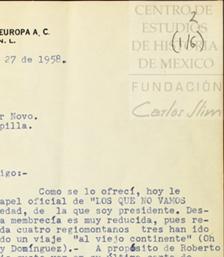 CENTRO DE
ESTUDIOS
DE HISTORIA
DE MEXICO
FUNDACIÓN
Carlos Slim
2
(116)
EUROPA A. C.
N. L.
27 de 1958.
r Novo.
pilla.
igo:-
Como se lo ofrecí, hoy le
apel oficial de "LOS QUE NO VAMOS
edad, de la que soy presidente. Des-
a membrecía es muy reducida, pues re-
da cuatro regiomontanos tres han ido
do un viaje "al viejo continente" (Oh
y Domínguez).- A propósito de Roberto